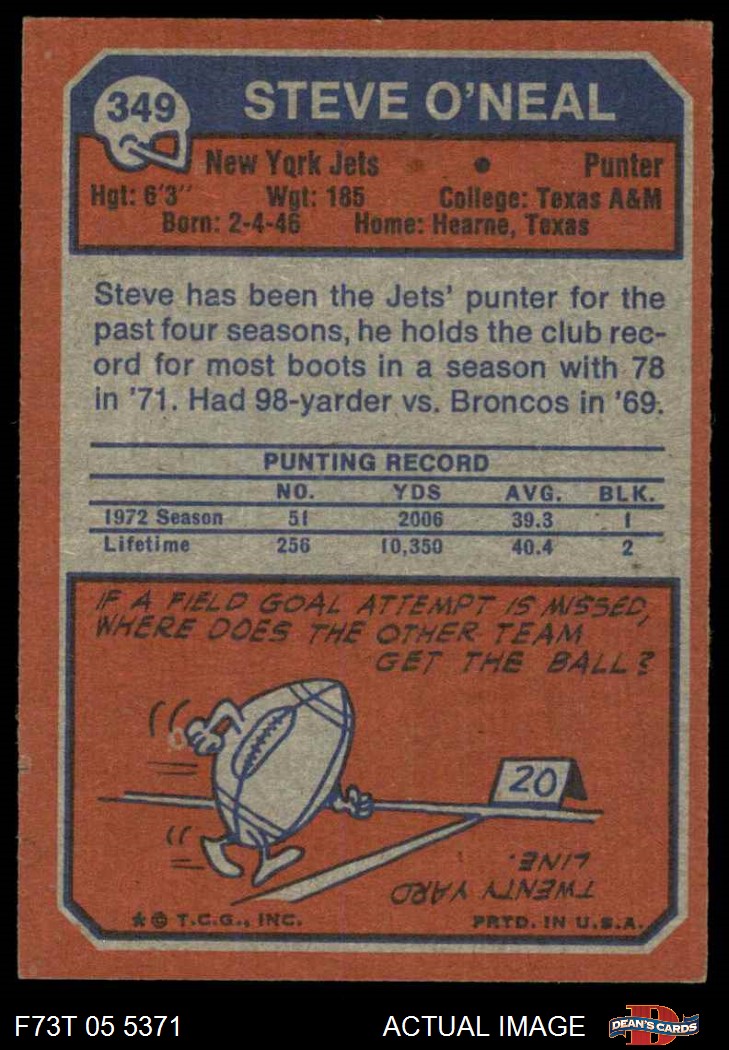 349
STEVE O'NEAL
New York Jets • Punter
Hgt: 6'3" Wgt: 185 College: Texas A&M
Born: 2-4-46 Home: Hearne, Texas
Steve has been the Jets' punter for the
past four seasons, he holds the club rec-
ord for most boots in a season with 78
in '71. Had 98-yarder vs. Broncos in '69.
PUNTING RECORD
NO. YDS AVG. BLK.
1972 Season 51 2006 39.3 1
Lifetime 256 10,350 40.4 2
IF A FIELD GOAL ATTEMPT IS MISSED,
WHERE DOES THE OTHER TEAM
GET THE BALL?
20
TWENTY YARD
LINE.
★ © T.C.G., INC. PRTD. IN U.S.A.
F73T 05 5371 ACTUAL IMAGE D DEAN'S CARDS